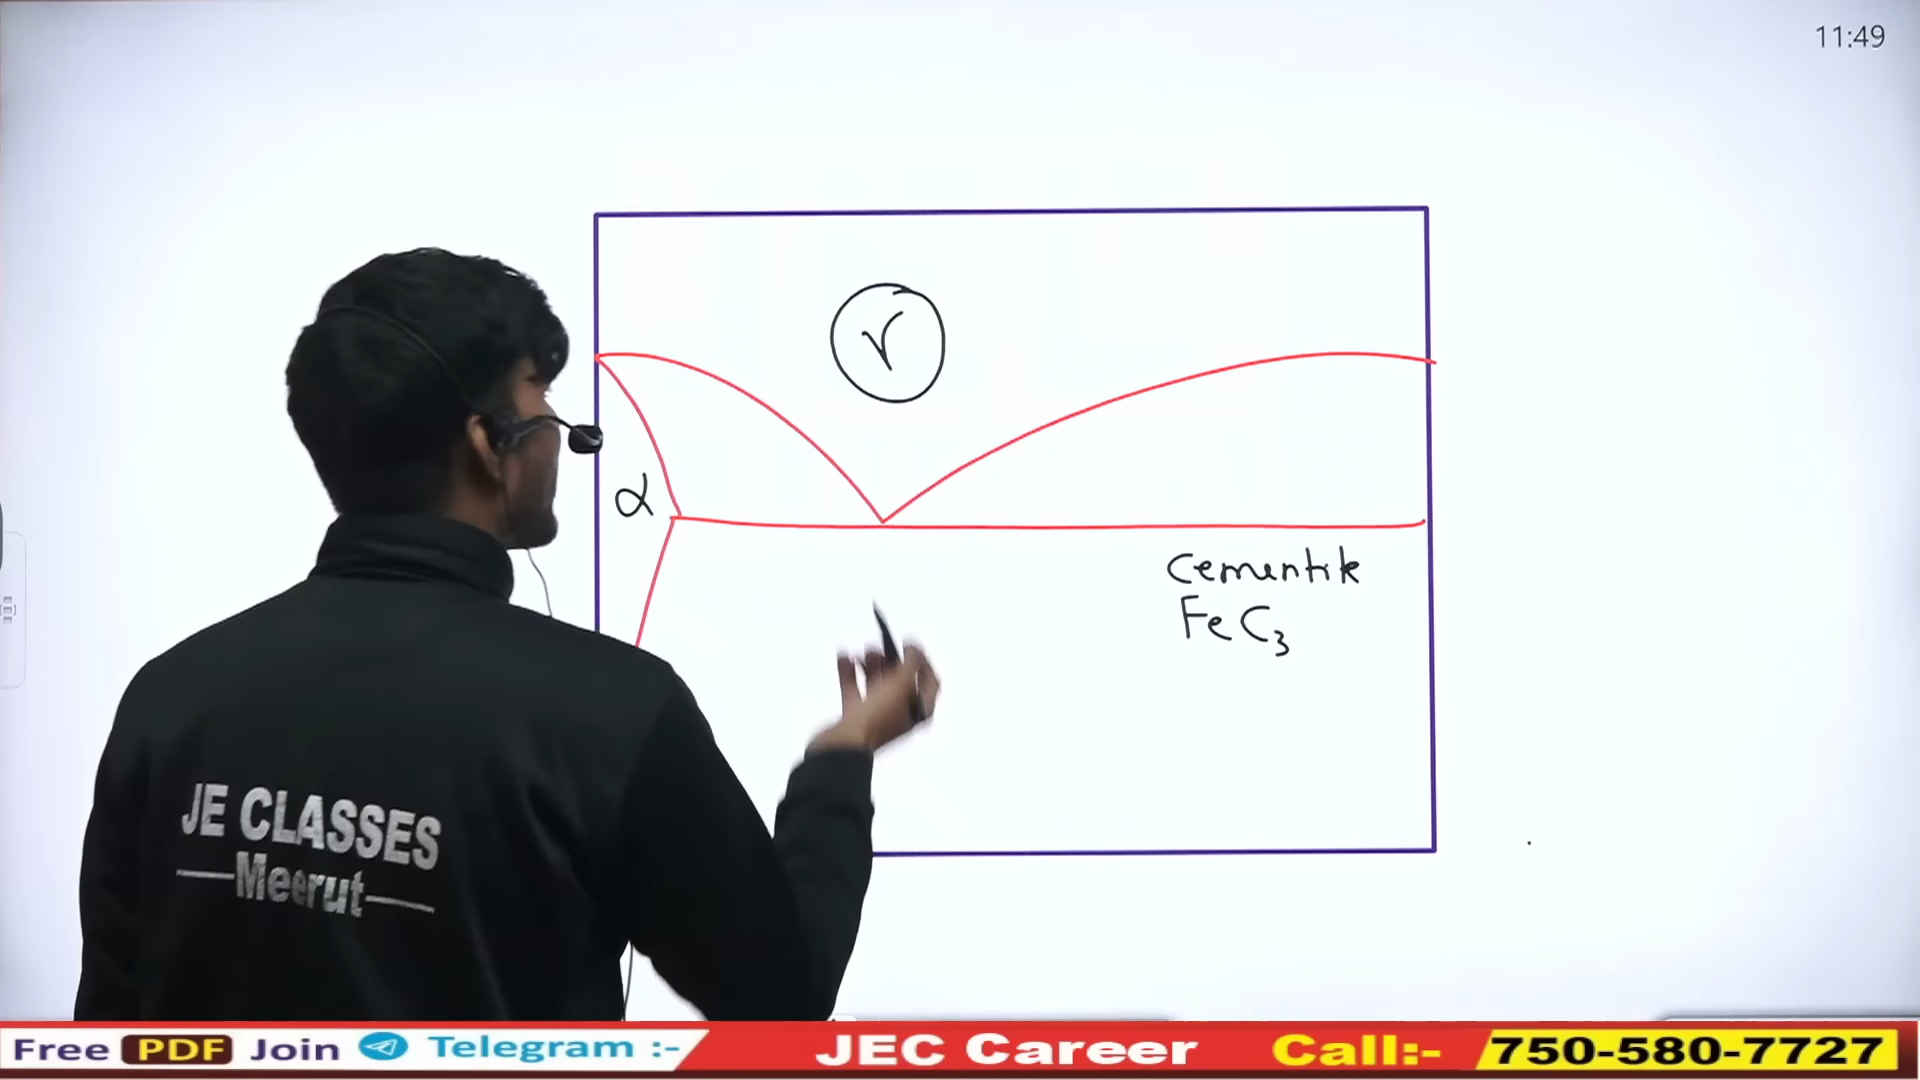 11:49
γ
α
Cementite
FeC₃
JE CLASSES
Meerut
Free PDF Join Telegram :- JEC Career Call:- 750-580-7727